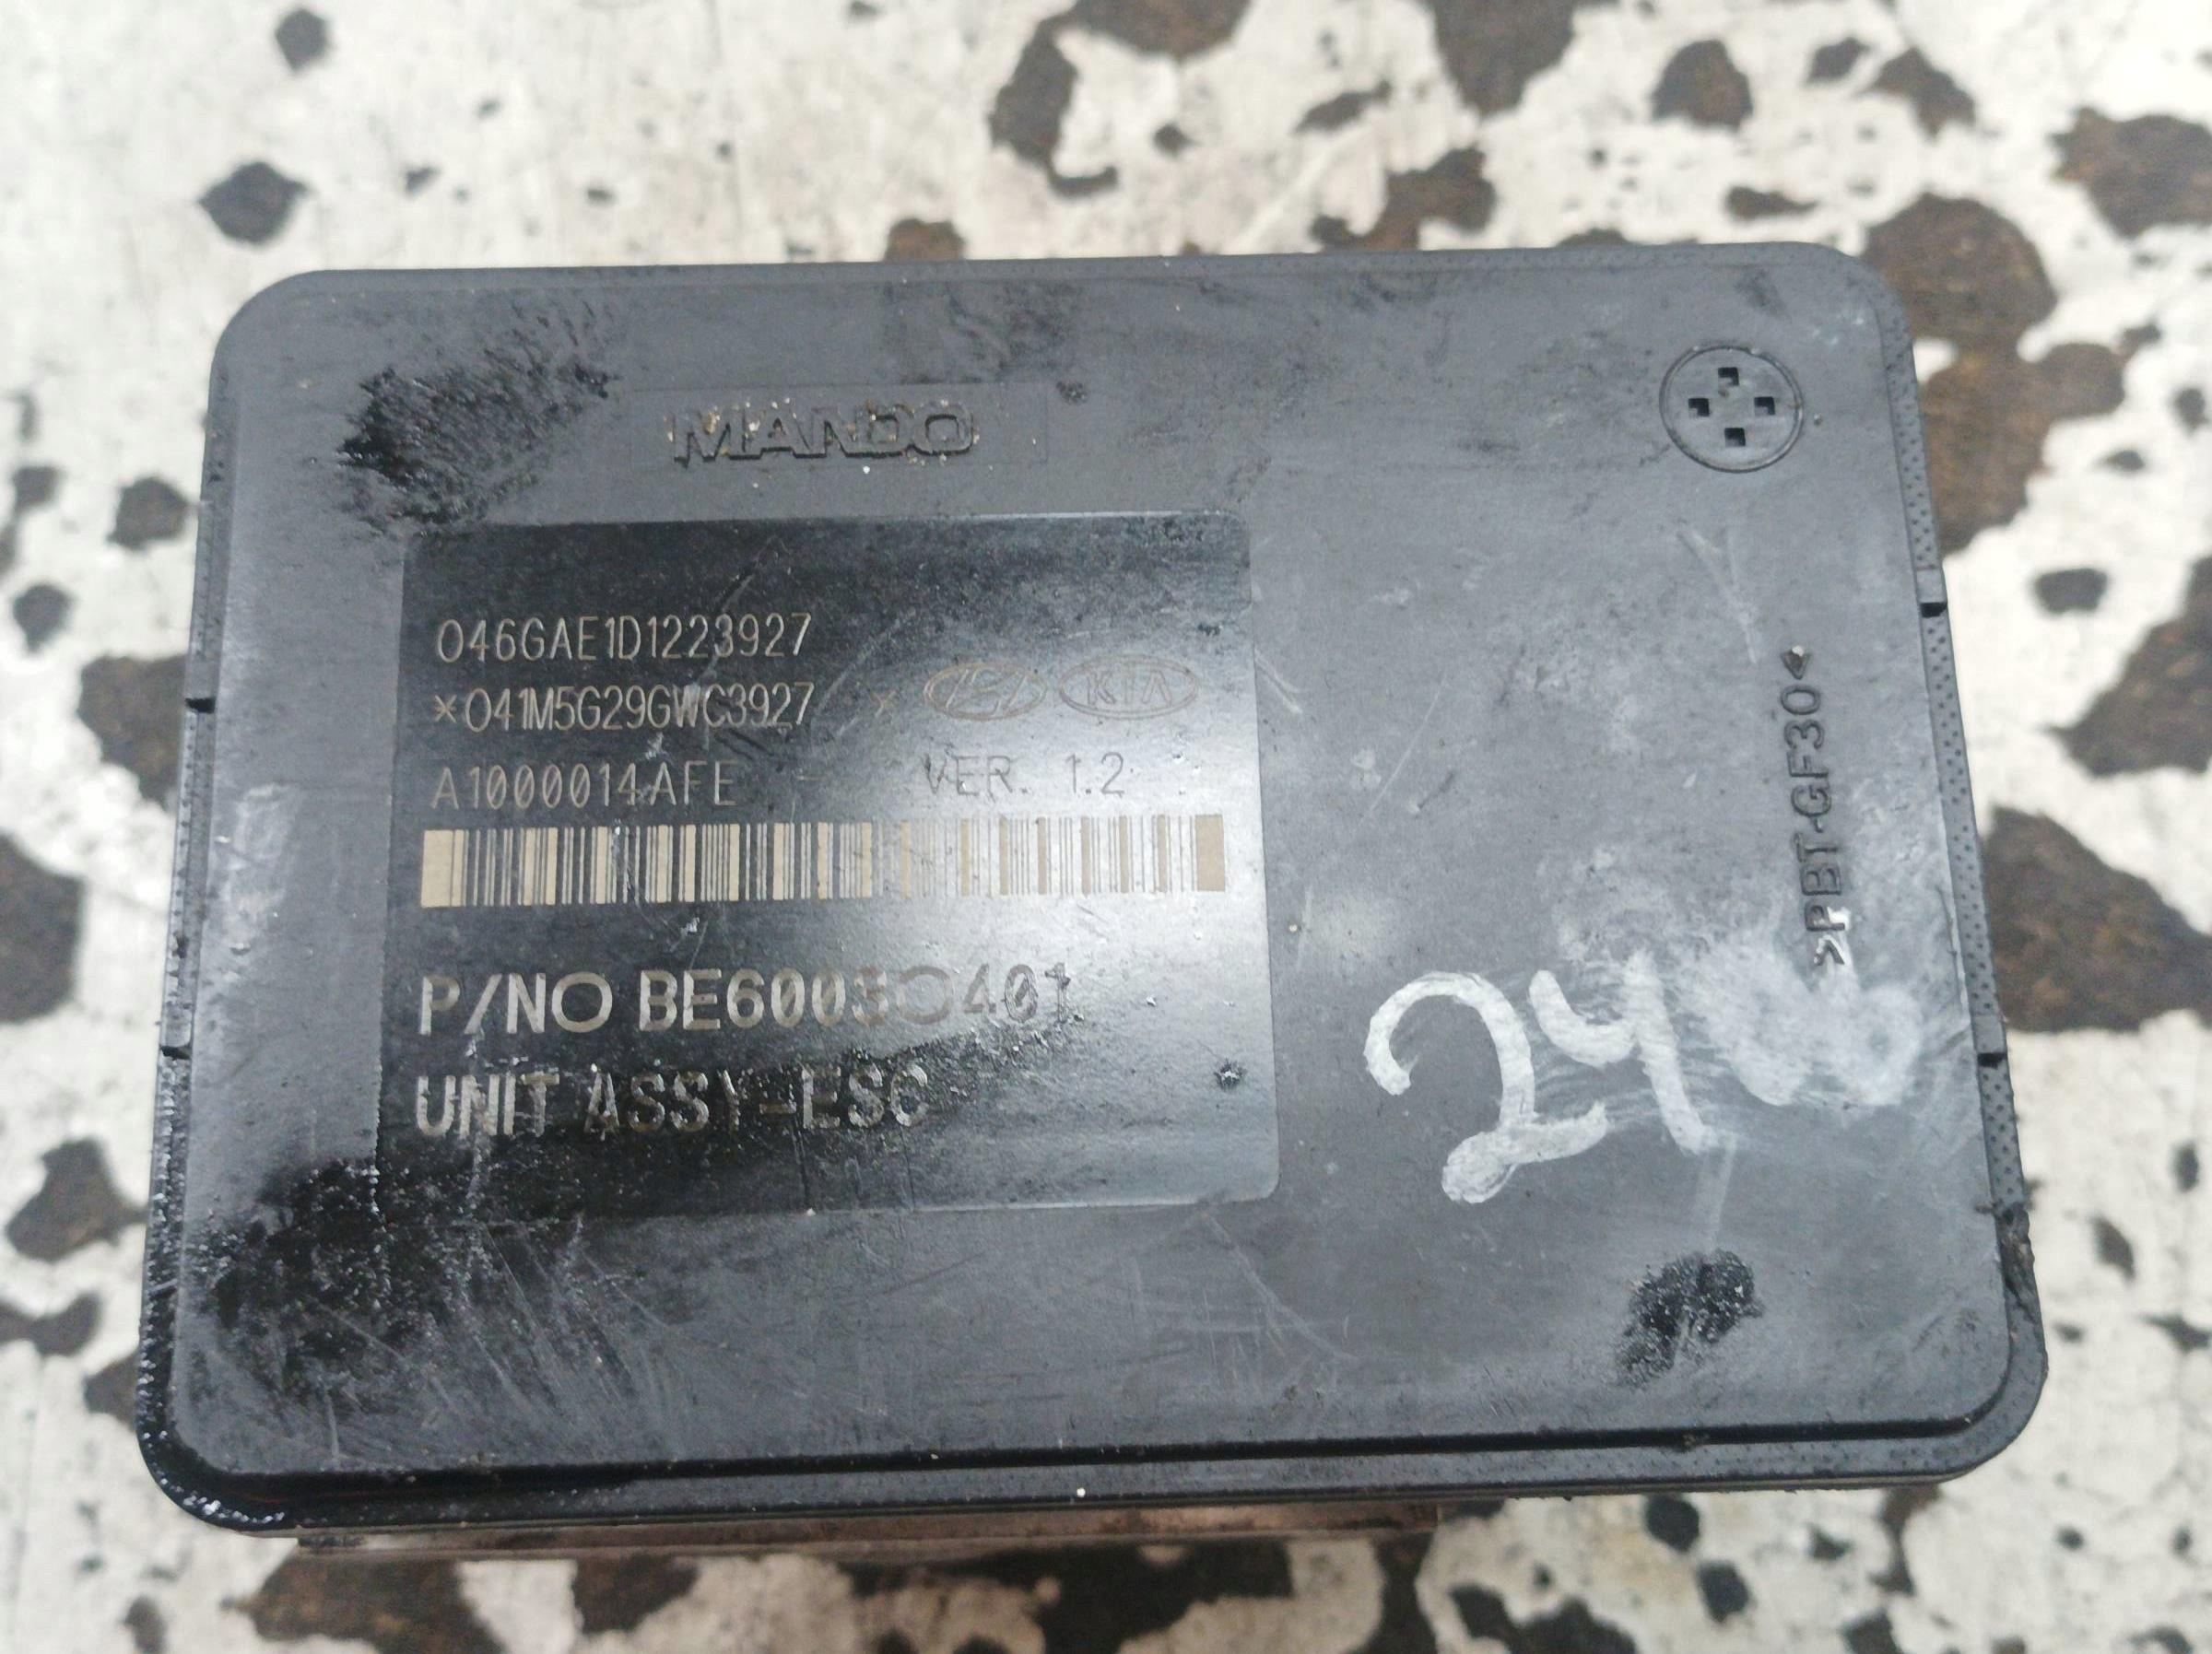 MANDO
046GAE1D1223927
*041M5G29GWC3927 *
KIA
A1000014AFE - VER. 1.2
P/NO BE6003O401
UNIT ASSY-ESC
>PBT-GF30<